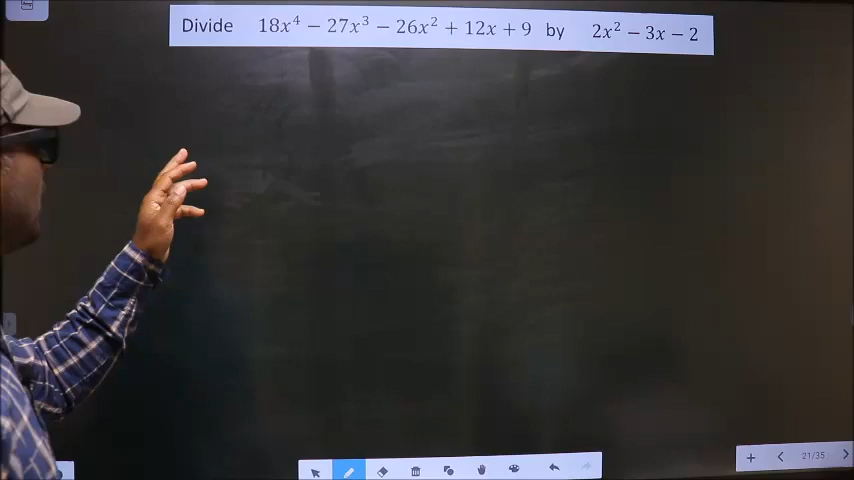 Divide 18x⁴ − 27x³ − 26x² + 12x + 9 by 2x² − 3x − 2
21/35